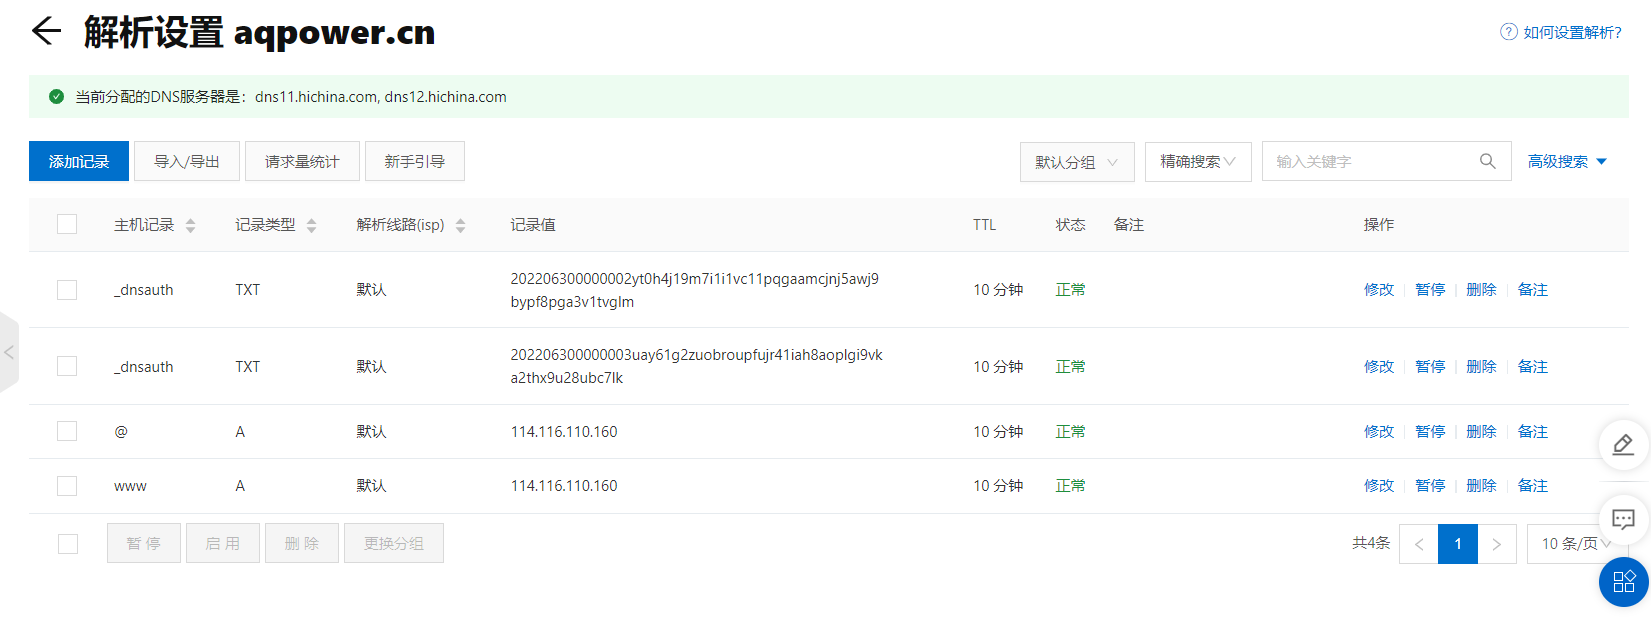 解析设置 aqpower.cn
如何设置解析?
当前分配的DNS服务器是：dns11.hichina.com, dns12.hichina.com
添加记录 导入/导出 请求量统计 新手引导 默认分组 精确搜索 输入关键字 高级搜索
主机记录 记录类型 解析线路(isp) 记录值 TTL 状态 备注 操作
_dnsauth TXT 默认 202206300000002yt0h4j19m7i1i1vc11pqgaamcjnj5awj9 10 分钟 正常 修改 暂停 删除 备注
bypf8pga3v1tvglm
_dnsauth TXT 默认 202206300000003uay61g2zuobroupfujr41iah8aoplgi9vk 10 分钟 正常 修改 暂停 删除 备注
a2thx9u28ubc7lk
@ A 默认 114.116.110.160 10 分钟 正常 修改 暂停 删除 备注
www A 默认 114.116.110.160 10 分钟 正常 修改 暂停 删除 备注
暂停 启用 删除 更换分组 共4条 1 10 条/页